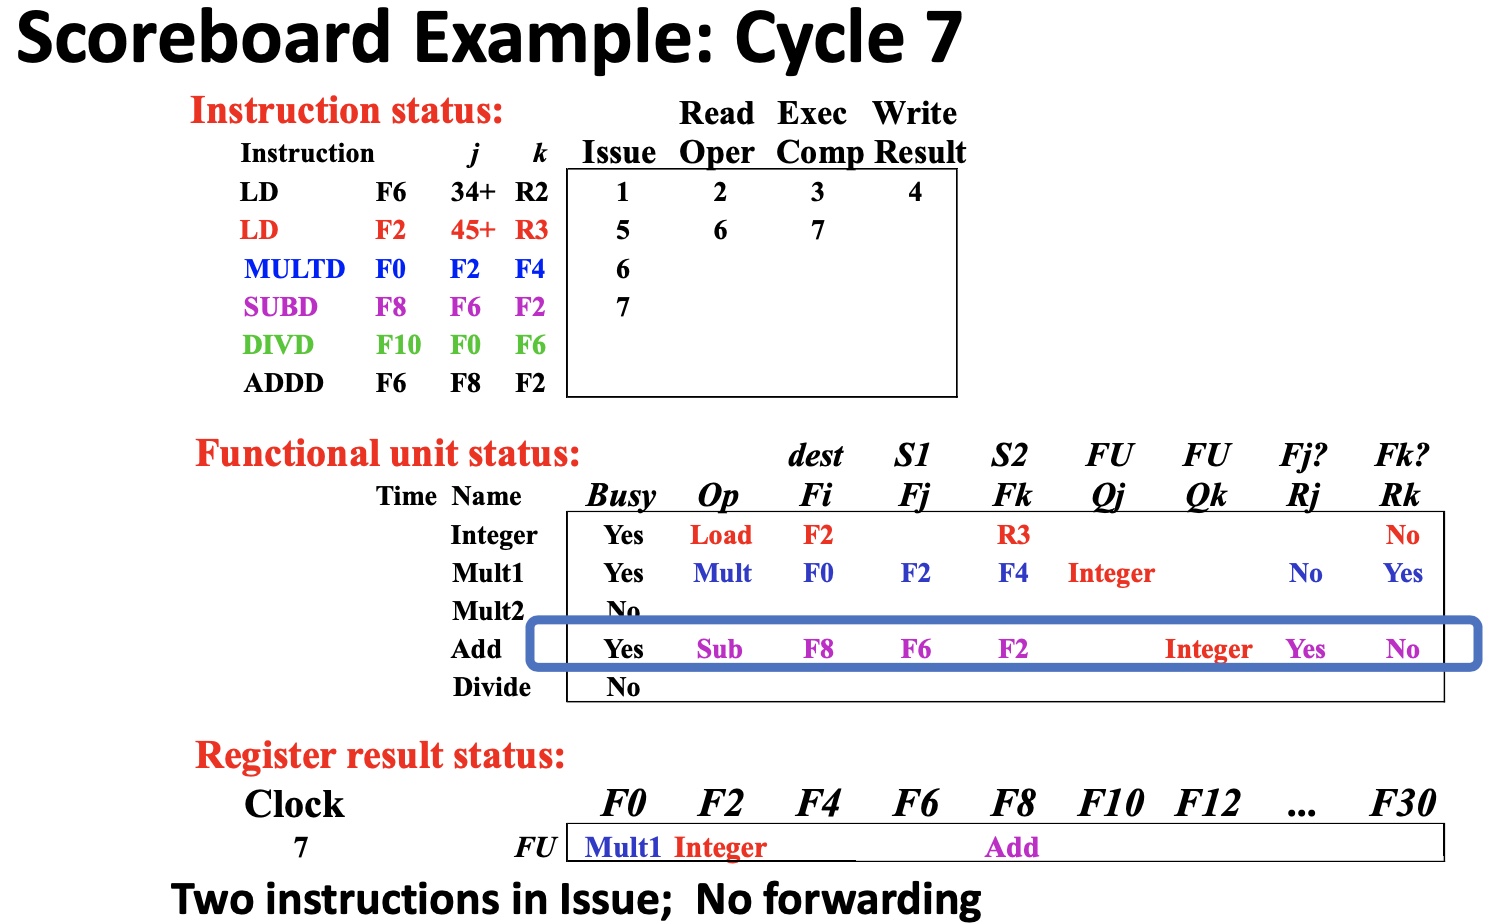 Scoreboard Example: Cycle 7
Instruction status: Read Exec Write
Instruction j k Issue Oper Comp Result
LD F6 34+ R2 1 2 3 4
LD F2 45+ R3 5 6 7
MULTD F0 F2 F4 6
SUBD F8 F6 F2 7
DIVD F10 F0 F6
ADDD F6 F8 F2
Functional unit status: dest S1 S2 FU FU Fj? Fk?
Time Name Busy Op Fi Fj Fk Qj Qk Rj Rk
Integer Yes Load F2 R3 No
Mult1 Yes Mult F0 F2 F4 Integer No Yes
Mult2 No
Add Yes Sub F8 F6 F2 Integer Yes No
Divide No
Register result status:
Clock F0 F2 F4 F6 F8 F10 F12 ... F30
7 FU Mult1 Integer Add
Two instructions in Issue; No forwarding